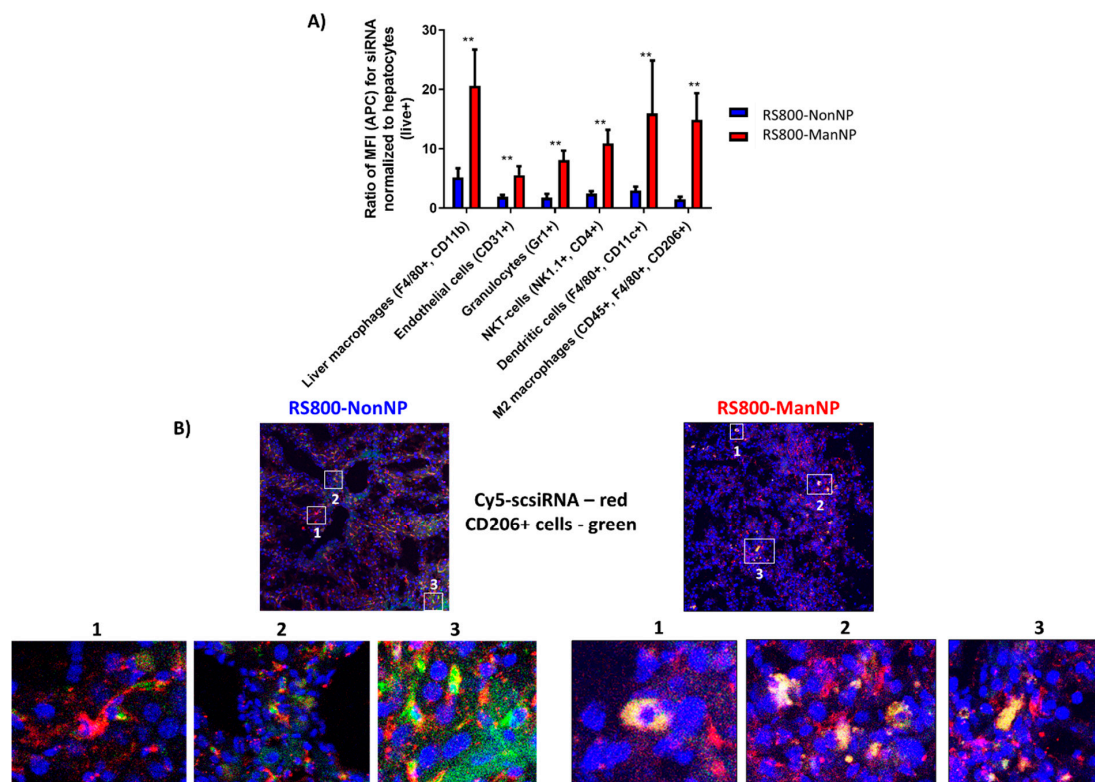 A)
Ratio of MFI (APC) for siRNA
normalized to hepatocytes
(live+)
30
20
10
0
**
**
**
**
**
**
RS800-NonNP
RS800-ManNP
Liver macrophages (F4/80+, CD11b)
Endothelial cells (CD31+)
Granulocytes (Gr1+)
NKT-cells (NK1.1+, CD4+)
Dendritic cells (F4/80+, CD11c+)
M2 macrophages (CD45+, F4/80+, CD206+)
B)
RS800-NonNP
RS800-ManNP
1
2
3
Cy5-scsiRNA – red
CD206+ cells - green
1
2
3
1
2
3
1
2
3